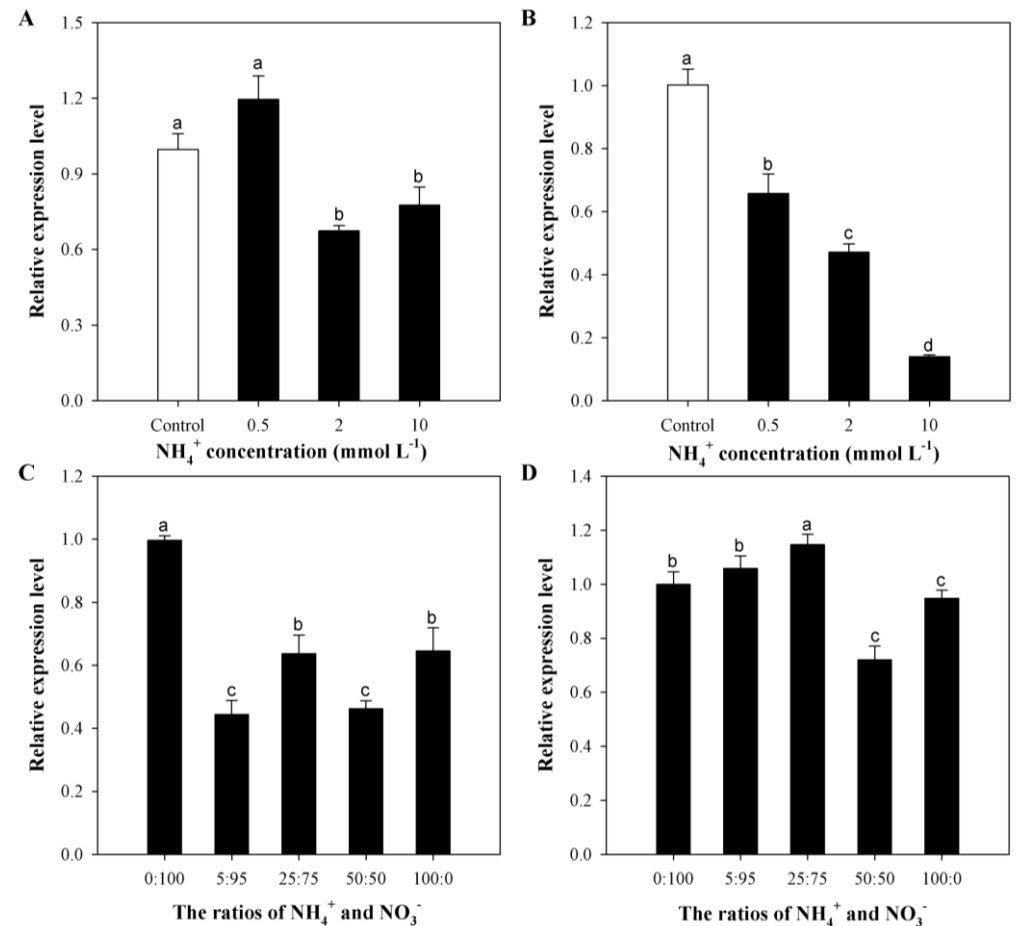 A
Relative expression level
1.5
1.2
0.9
0.6
0.3
0.0
a
a
b
b
Control 0.5 2 10
NH₄⁺ concentration (mmol L⁻¹)
B
Relative expression level
1.2
1.0
0.8
0.6
0.4
0.2
0.0
a
b
c
d
Control 0.5 2 10
NH₄⁺ concentration (mmol L⁻¹)
C
Relative expression level
1.2
1.0
0.8
0.6
0.4
0.2
0.0
a
c
b
c
b
0:100 5:95 25:75 50:50 100:0
The ratios of NH₄⁺ and NO₃⁻
D
Relative expression level
1.4
1.2
1.0
0.8
0.6
0.4
0.2
0.0
b
b
a
c
c
0:100 5:95 25:75 50:50 100:0
The ratios of NH₄⁺ and NO₃⁻